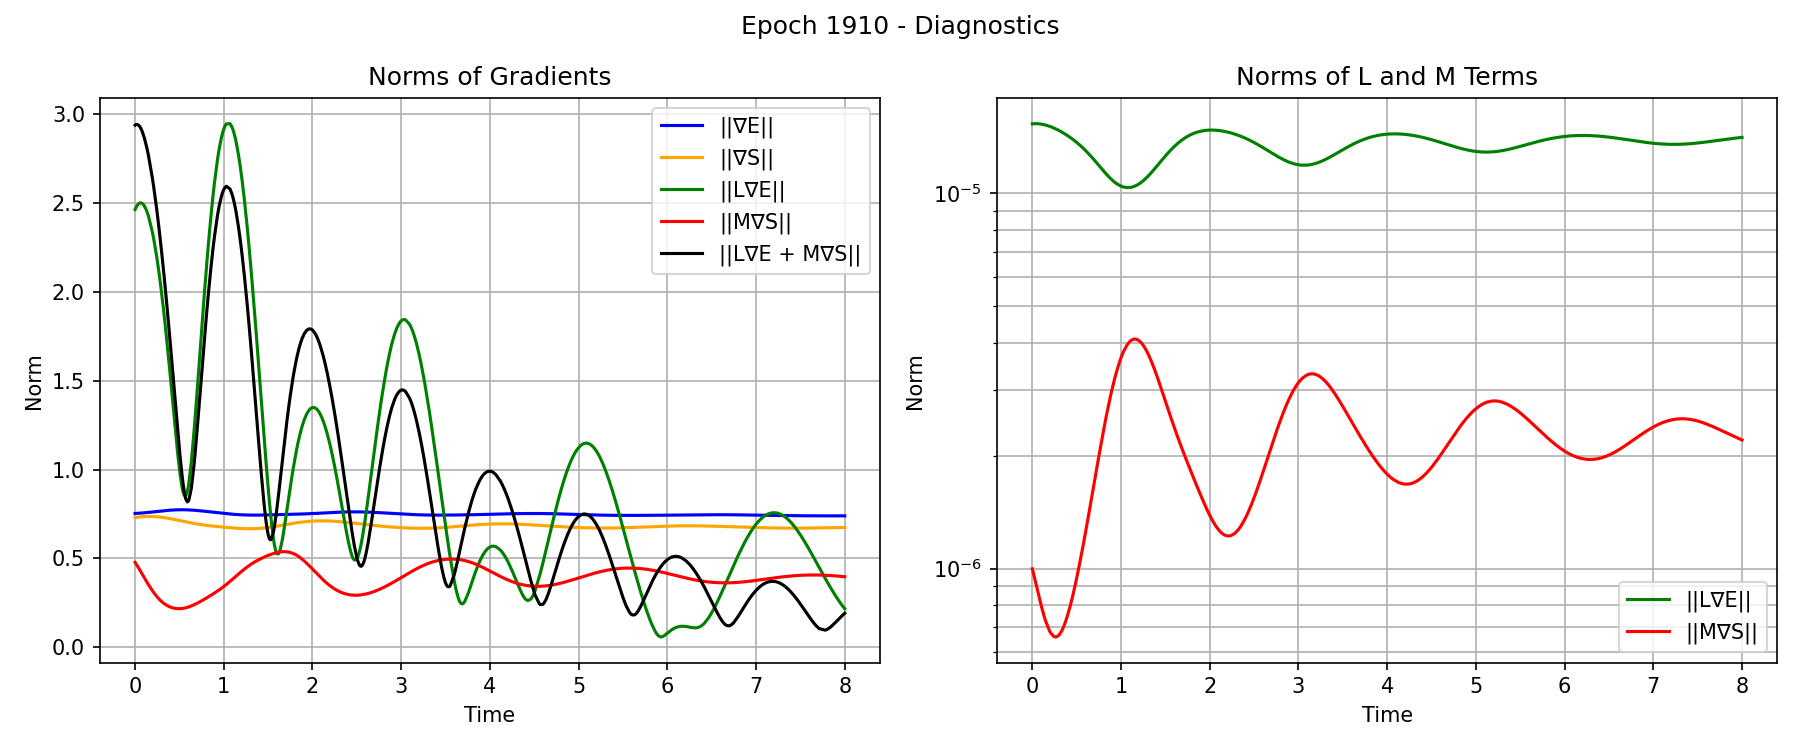 Epoch 1910 - Diagnostics
Norms of Gradients
Norm
3.0
2.5
2.0
1.5
1.0
0.5
0.0
0 1 2 3 4 5 6 7 8
Time
||∇E||
||∇S||
||L∇E||
||M∇S||
||L∇E + M∇S||
Norms of L and M Terms
Norm
10⁻⁵
10⁻⁶
0 1 2 3 4 5 6 7 8
Time
||L∇E||
||M∇S||